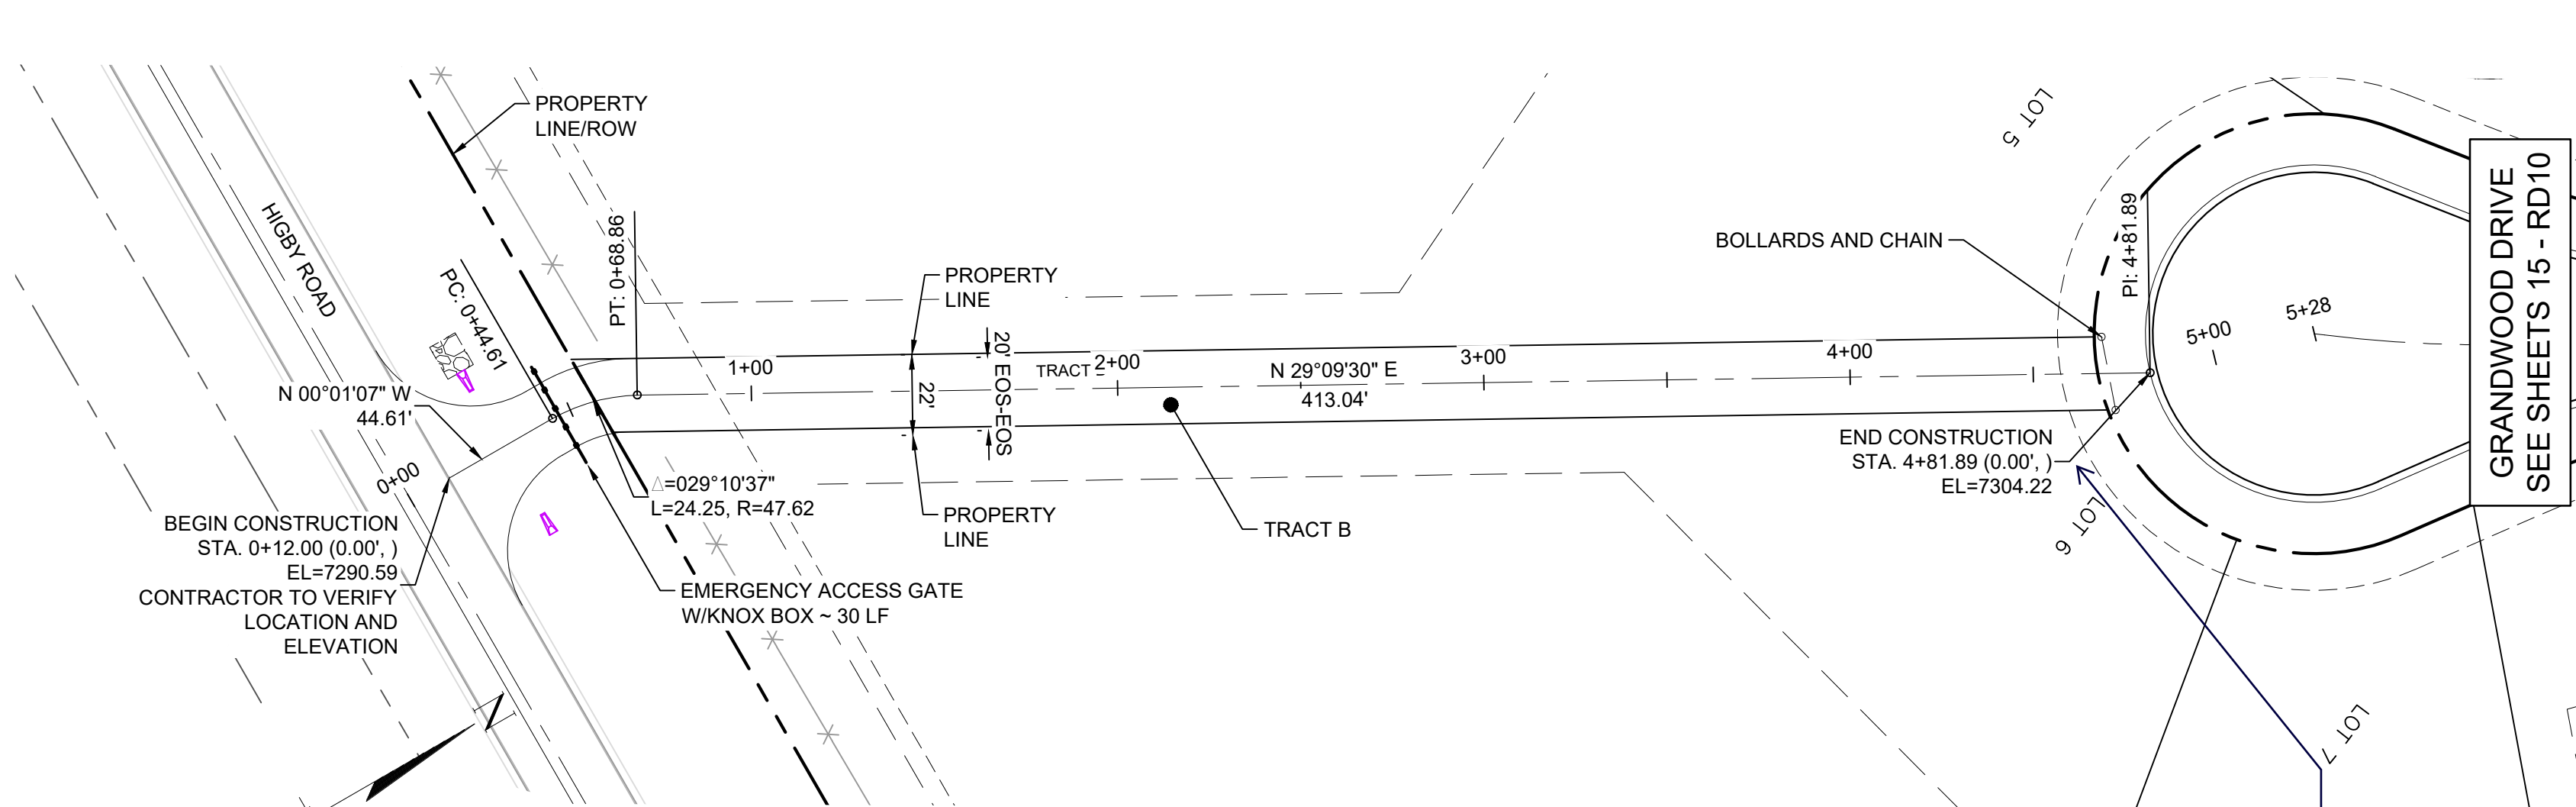 PROPERTY
LINE/ROW
HIGBY ROAD
PC: 0+44.61
PT: 0+68.86
N 00°01'07" W
44.61'
0+00
BEGIN CONSTRUCTION
STA. 0+12.00 (0.00', )
EL=7290.59
CONTRACTOR TO VERIFY
LOCATION AND
ELEVATION
N
Δ=029°10'37"
L=24.25, R=47.62
EMERGENCY ACCESS GATE
W/KNOX BOX ~ 30 LF
PROPERTY
LINE
1+00
22'
20' EOS-EOS
TRACT
2+00
N 29°09'30" E
413.04'
3+00
4+00
PROPERTY
LINE
TRACT B
BOLLARDS AND CHAIN
LOT 5
PI: 4+81.89
5+00
5+28
END CONSTRUCTION
STA. 4+81.89 (0.00', )
EL=7304.22
LOT 6
LOT 7
GRANDWOOD DRIVE
SEE SHEETS 15 - RD10